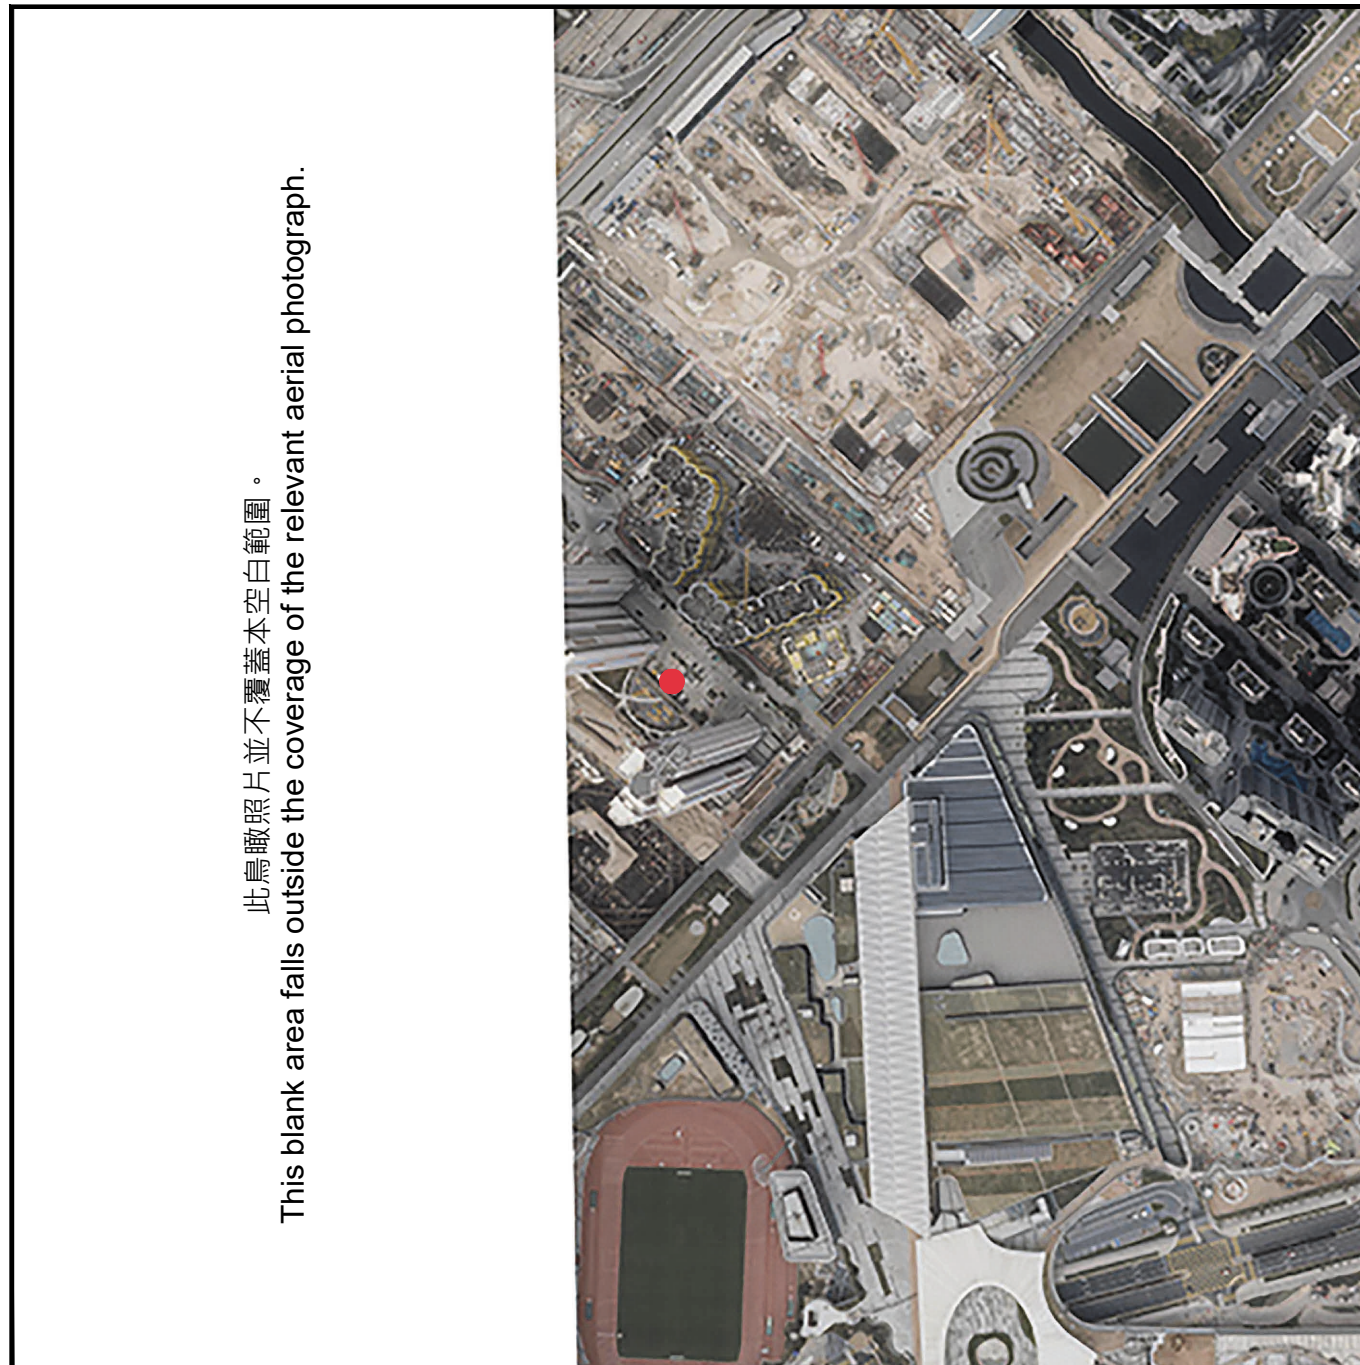 此鳥瞰照片並不覆蓋本空白範圍。
This blank area falls outside the coverage of the relevant aerial photograph.